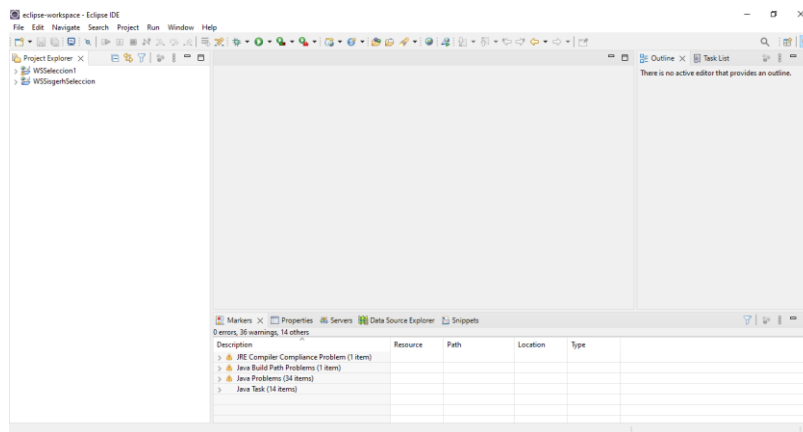 eclipse-workspace - Eclipse IDE
File Edit Navigate Search Project Run Window Help
Project Explorer
WSSeleccion1
WSSisgerhSeleccion
Outline Task List
There is no active editor that provides an outline.
Markers Properties Servers Data Source Explorer Snippets
0 errors, 36 warnings, 14 others
Description Resource Path Location Type
JRE Compiler Compliance Problem (1 item)
Java Build Path Problems (1 item)
Java Problems (34 items)
Java Task (14 items)